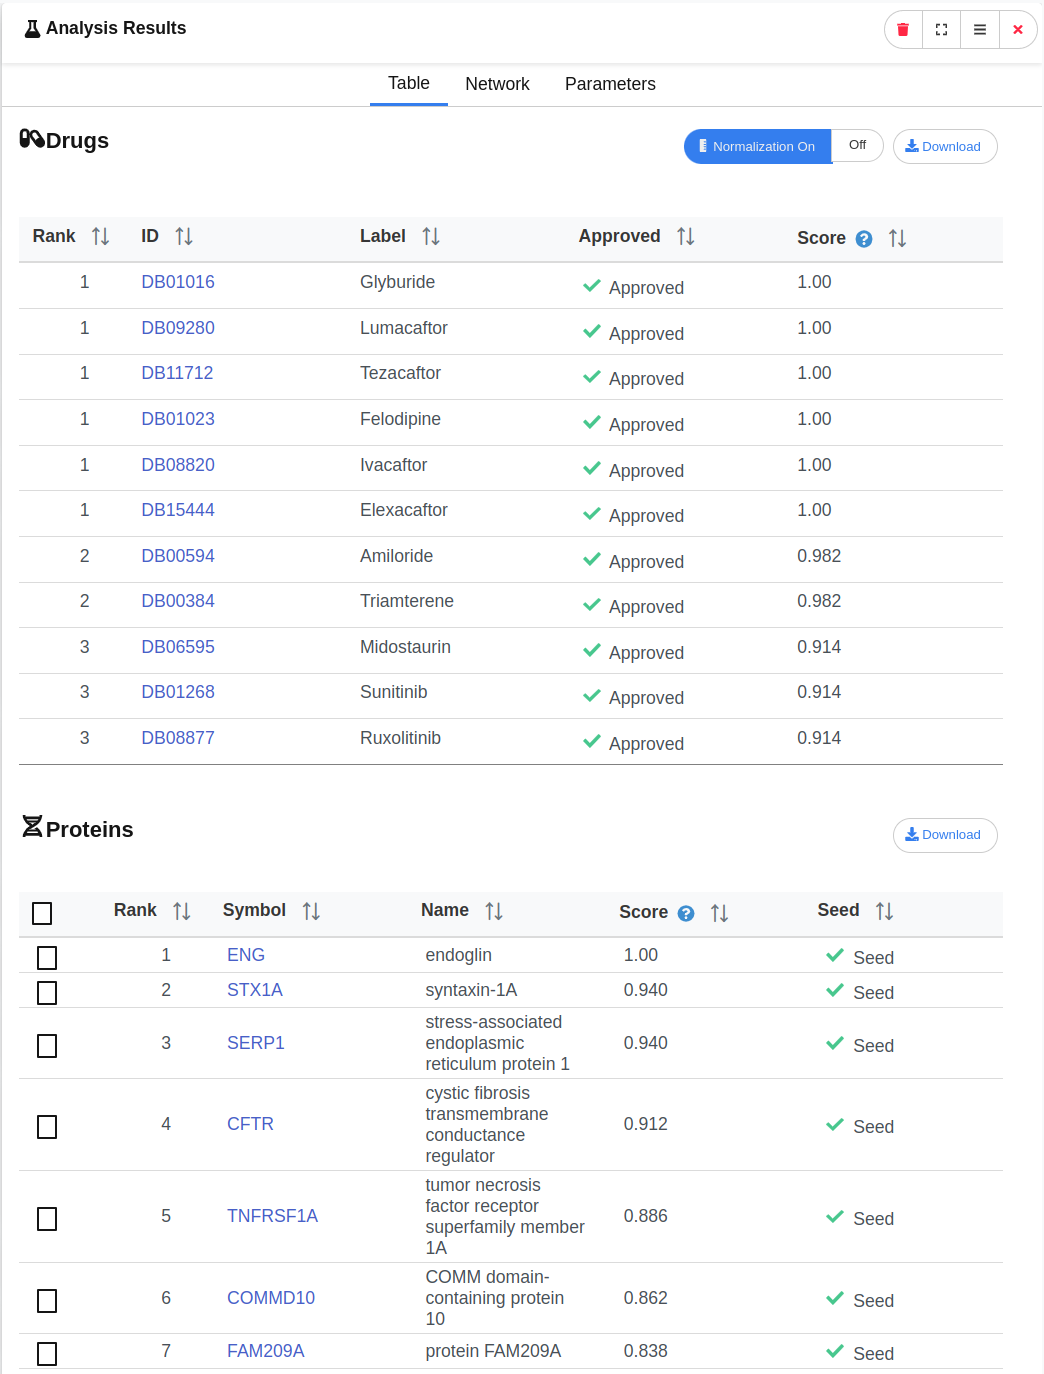 Analysis Results
Table Network Parameters
Drugs
Normalization On Off Download
Rank ID Label Approved Score ?
1 DB01016 Glyburide Approved 1.00
1 DB09280 Lumacaftor Approved 1.00
1 DB11712 Tezacaftor Approved 1.00
1 DB01023 Felodipine Approved 1.00
1 DB08820 Ivacaftor Approved 1.00
1 DB15444 Elexacaftor Approved 1.00
2 DB00594 Amiloride Approved 0.982
2 DB00384 Triamterene Approved 0.982
3 DB06595 Midostaurin Approved 0.914
3 DB01268 Sunitinib Approved 0.914
3 DB08877 Ruxolitinib Approved 0.914
Proteins
Download
Rank Symbol Name Score ? Seed
1 ENG endoglin 1.00 Seed
2 STX1A syntaxin-1A 0.940 Seed
stress-associated
3 SERP1 endoplasmic 0.940 Seed
reticulum protein 1
cystic fibrosis
transmembrane
4 CFTR conductance 0.912 Seed
regulator
tumor necrosis
factor receptor
5 TNFRSF1A superfamily member 0.886 Seed
1A
COMM domain-
6 COMMD10 containing protein 0.862 Seed
10
7 FAM209A protein FAM209A 0.838 Seed